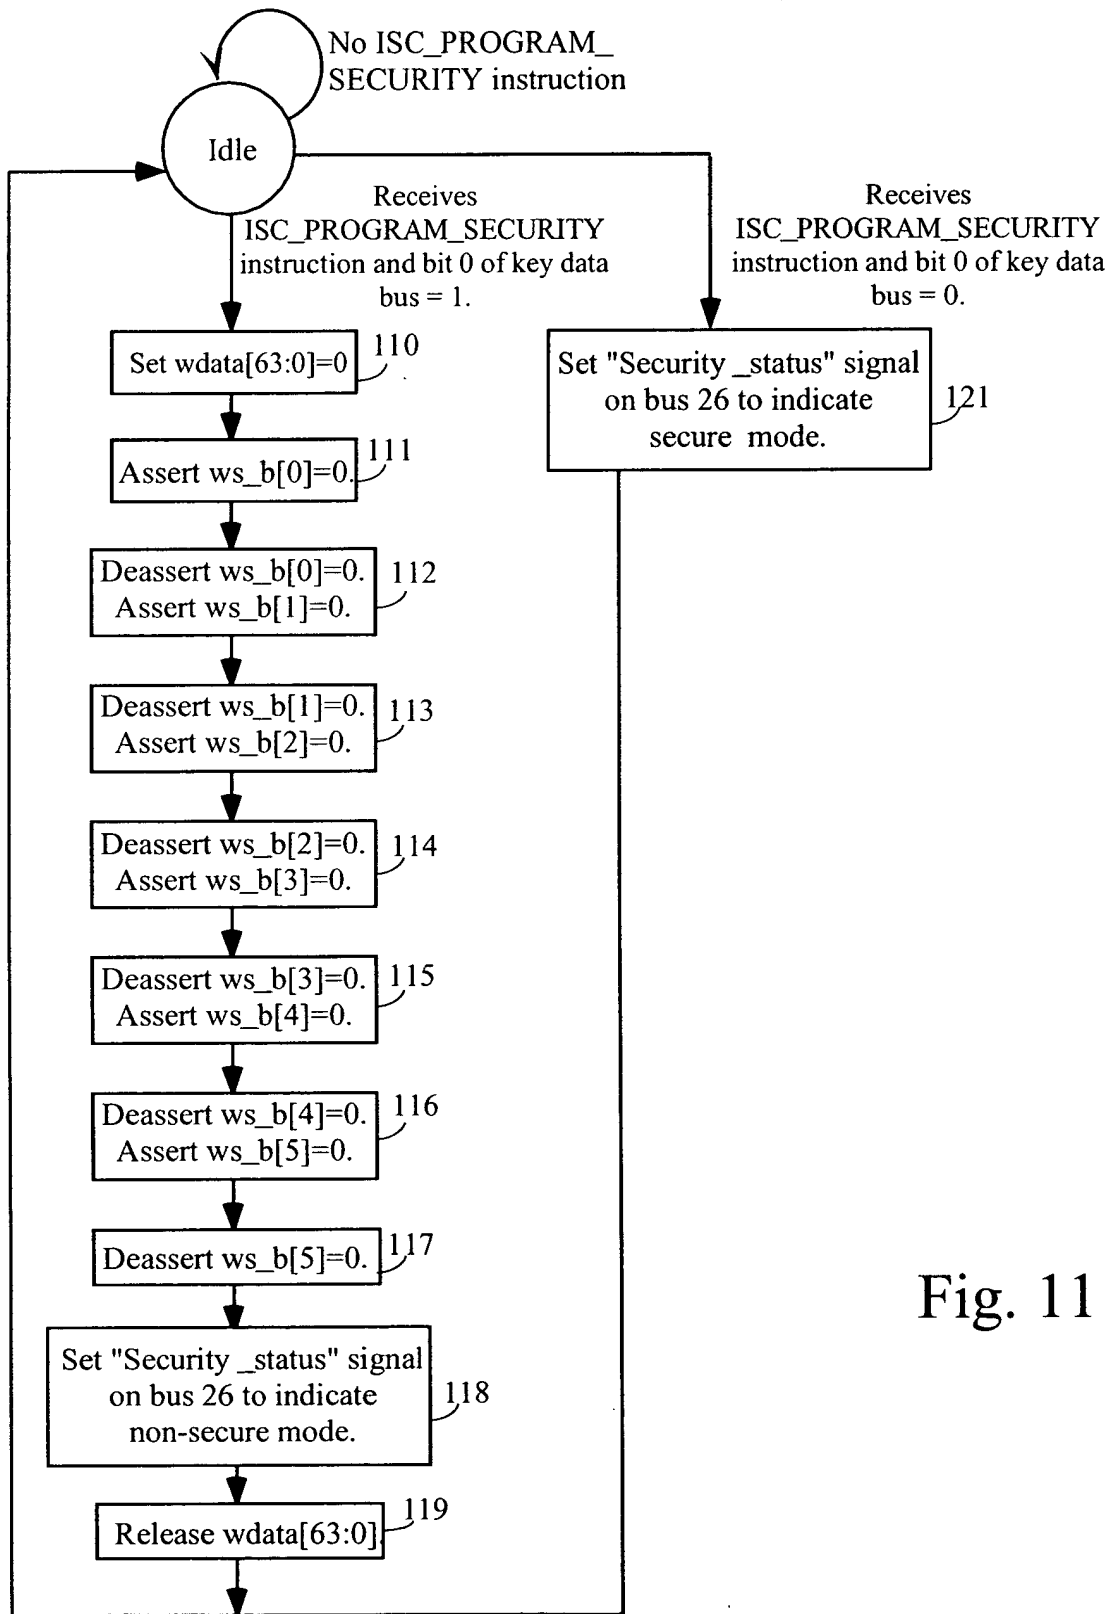 No ISC_PROGRAM_
SECURITY instruction
Idle
Receives
ISC_PROGRAM_SECURITY
instruction and bit 0 of key data
bus = 1.
Receives
ISC_PROGRAM_SECURITY
instruction and bit 0 of key data
bus = 0.
Set wdata[63:0]=0
110
Set "Security _status" signal
on bus 26 to indicate
secure mode.
121
Assert ws_b[0]=0.
111
Deassert ws_b[0]=0.
Assert ws_b[1]=0.
112
Deassert ws_b[1]=0.
Assert ws_b[2]=0.
113
Deassert ws_b[2]=0.
Assert ws_b[3]=0.
114
Deassert ws_b[3]=0.
Assert ws_b[4]=0.
115
Deassert ws_b[4]=0.
Assert ws_b[5]=0.
116
Deassert ws_b[5]=0.
117
Fig. 11
Set "Security _status" signal
on bus 26 to indicate
non-secure mode.
118
Release wdata[63:0].
119